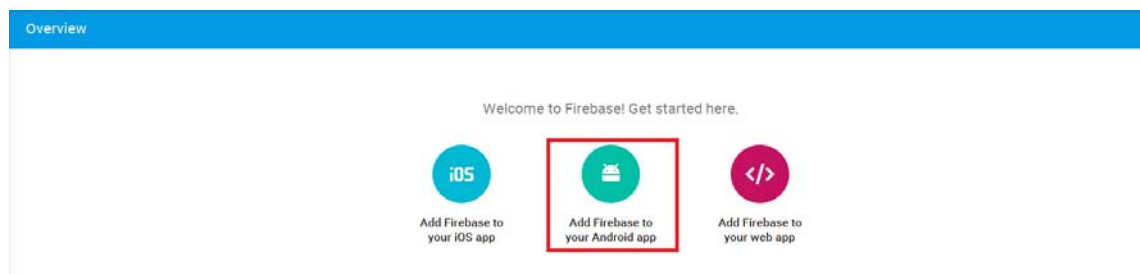 Overview
Welcome to Firebase! Get started here.
iOS
</>
Add Firebase to
your iOS app
Add Firebase to
your Android app
Add Firebase to
your web app